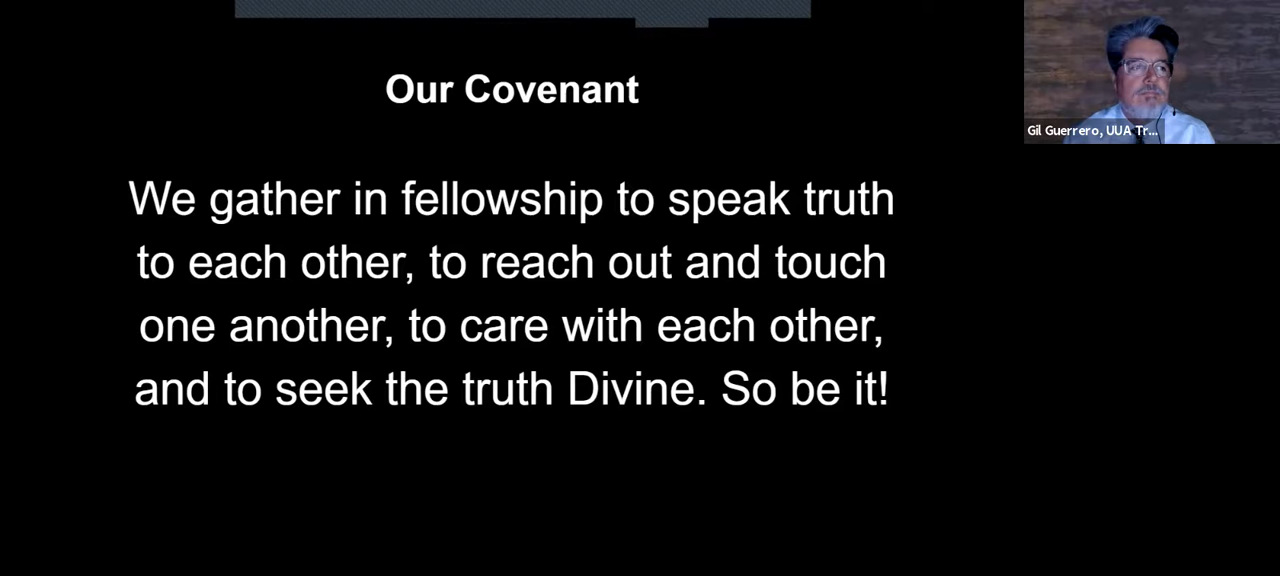 Our Covenant
Gil Guerrero, UUA Tr...
We gather in fellowship to speak truth
to each other, to reach out and touch
one another, to care with each other,
and to seek the truth Divine. So be it!